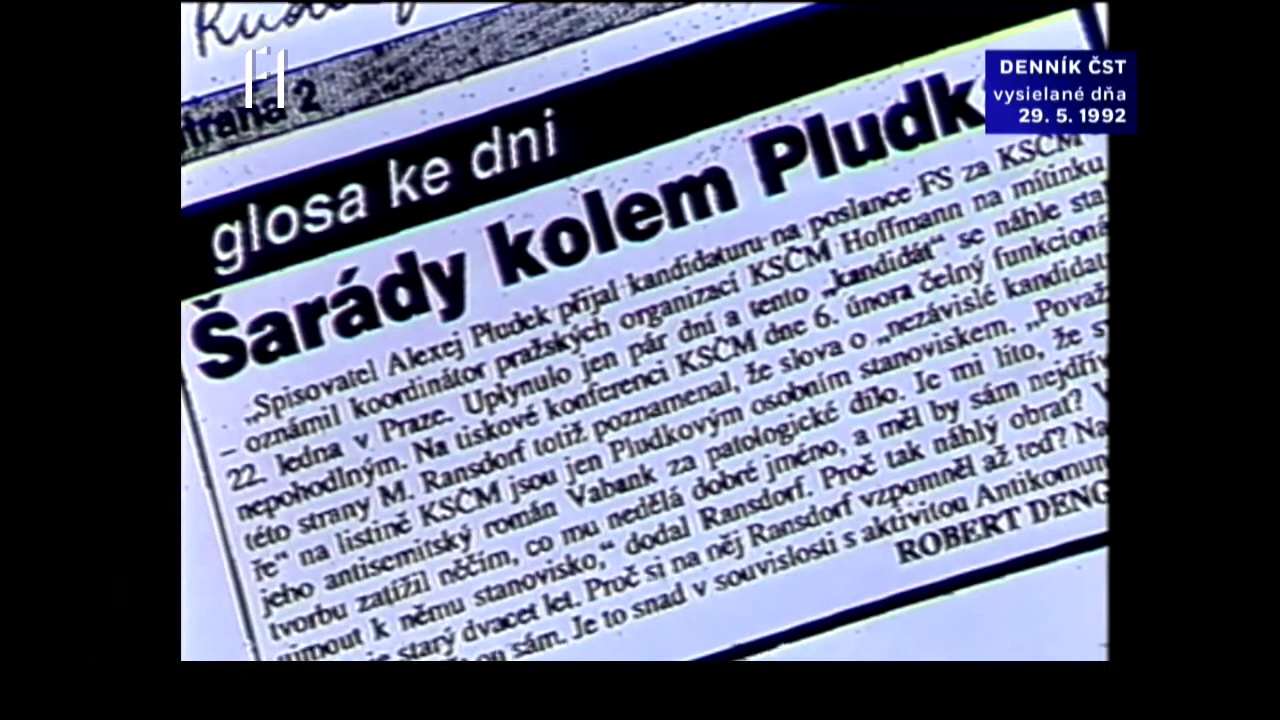 DENNÍK ČST
vysielané dňa
29. 5. 1992
strana 2
glosa ke dni
Šarády kolem Pludk
„Spisovatel Alexej Pludek přijal kandidaturu na poslance FS za KSČM
– oznámil koordinátor pražských organizací KSČM Hoffmann na mítinku
22. ledna v Praze. Uplynulo jen pár dní a tento „kandidát“ se náhle stal
nepohodlným. Na tiskové konferenci KSČM dne 6. února čelný funkcioná
této strany M. Ransdorf totiž poznamenal, že slova o „nezávislé kandidatu
ře“ na listině KSČM jsou jen Pludkovým osobním stanoviskem. „Považ
jeho antisemitský román Vabank za patologické dílo. Je mi líto, že s
tvorbu zatížil něčím, co mu nedělá dobré jméno, a měl by sám nejdřív
ujmout k němu stanovisko,“ dodal Ransdorf. Proč tak náhlý obrat? V
je starý dvacet let. Proč si na něj Ransdorf vzpomněl až teď? Na
on sám. Je to snad v souvislosti s aktivitou Antikomun
ROBERT DENG